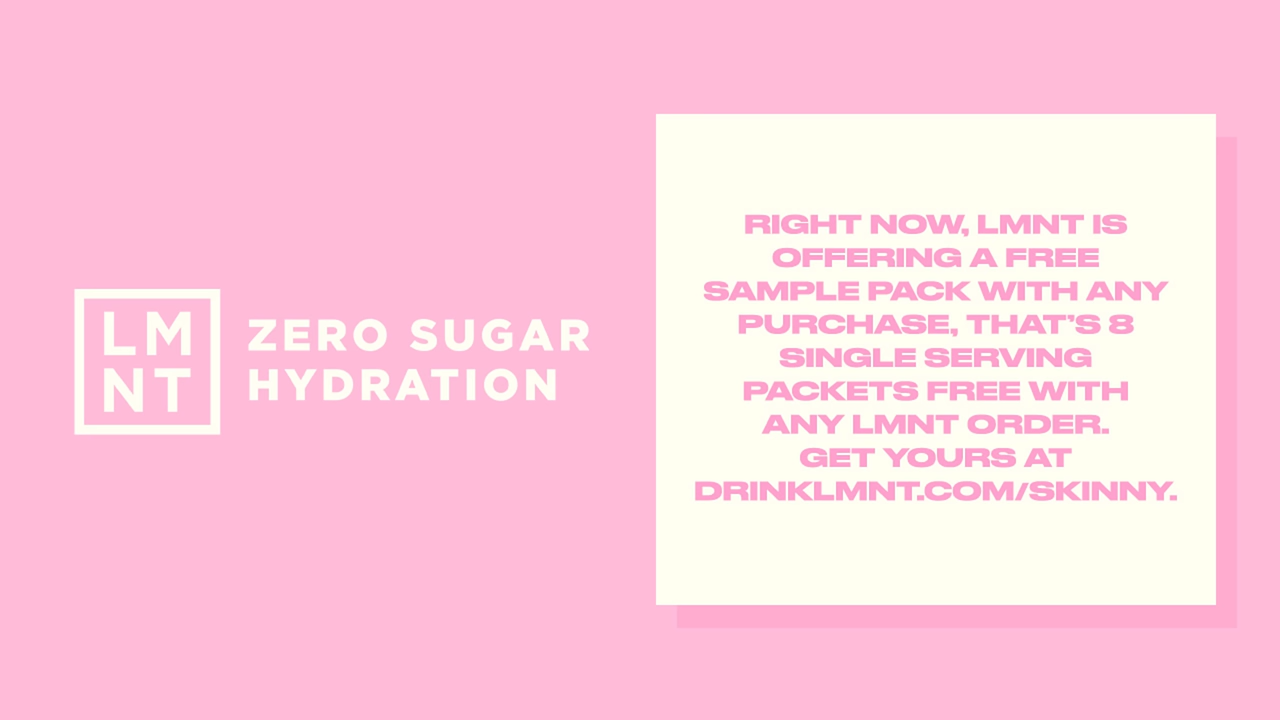 LM
NT
ZERO SUGAR
HYDRATION
RIGHT NOW, LMNT IS
OFFERING A FREE
SAMPLE PACK WITH ANY
PURCHASE, THAT'S 8
SINGLE SERVING
PACKETS FREE WITH
ANY LMNT ORDER.
GET YOURS AT
DRINKLMNT.COM/SKINNY.